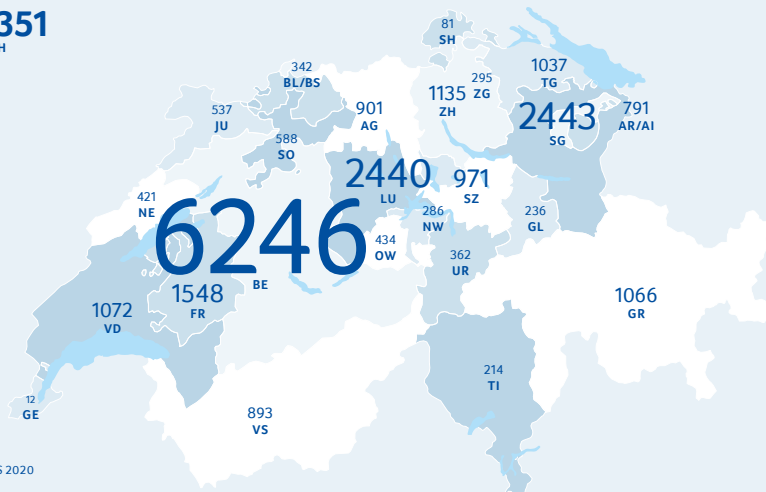 351
H
81
SH
342
BL/BS
1037
TG
295
ZG
1135
ZH
537
JU
901
AG
2443
SG
791
AR/AI
588
SO
2440
LU
971
SZ
421
NE
6246
BE
286
NW
236
GL
434
OW
362
UR
1548
FR
1072
VD
1066
GR
214
TI
12
GE
893
VS
S 2020